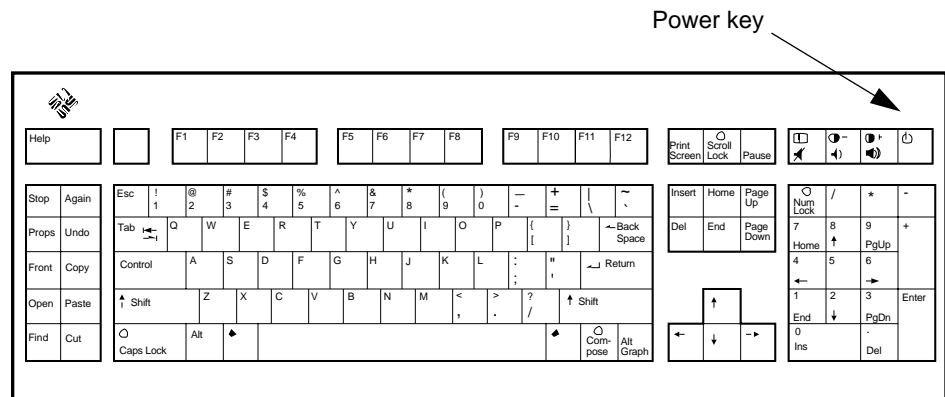 Power key
Sun
Help F1 F2 F3 F4 F5 F6 F7 F8 F9 F10 F11 F12
Print Screen Scroll Lock Pause
Stop Again Esc ! 1 @ 2 # 3 $ 4 % 5 ^ 6 & 7 * 8 ( 9 ) 0 — - + = | \ ~ ` Insert Home Page Up Num Lock / * -
Props Undo Tab Q W E R T Y U I O P { [ } ] Back Space Del End Page Down 7 Home 8 9 PgUp +
Front Copy Control A S D F G H J K L : ; " ' Return 4 5 6
Open Paste Shift Z X C V B N M < , > . ? / Shift 1 End 2 3 PgDn Enter
Find Cut Caps Lock Alt Com- pose Alt Graph 0 Ins . Del